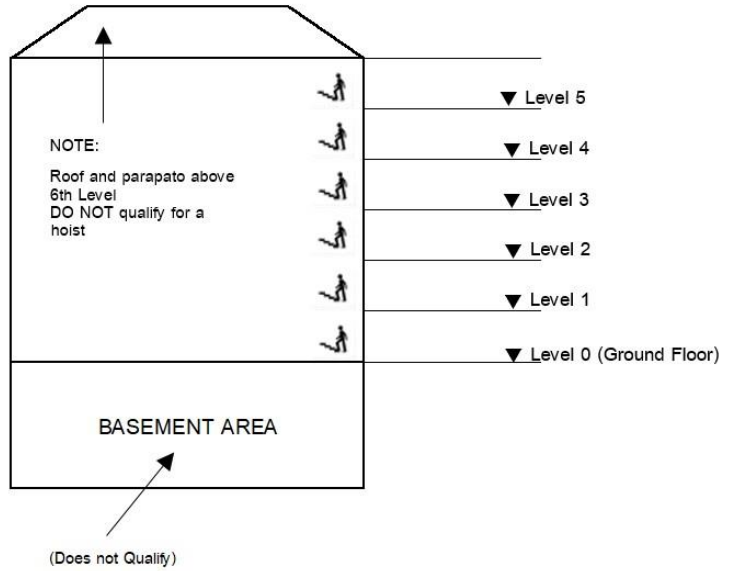 Level 5
Level 4
NOTE:
Roof and parapato above
6th Level
DO NOT qualify for a
hoist
Level 3
Level 2
Level 1
Level 0 (Ground Floor)
BASEMENT AREA
(Does not Qualify)